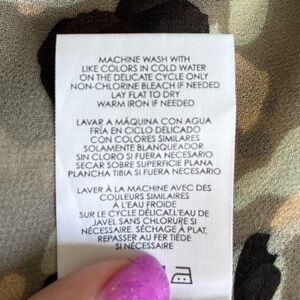 MACHINE WASH WITH
LIKE COLORS IN COLD WATER
ON THE DELICATE CYCLE ONLY
NON-CHLORINE BLEACH IF NEEDED
LAY FLAT TO DRY
WARM IRON IF NEEDED
LAVAR A MÁQUINA CON AGUA
FRÍA EN CICLO DELICADO
CON COLORES SIMILARES
SOLAMENTE BLANQUEADOR
SIN CLORO SI FUERA NECESARIO
SECAR SOBRE SUPERFICIE PLANA
PLANCHA TIBIA SI FUERA NECESARIO
LAVER À LA MACHINE AVEC DES
COULEURS SIMILAIRES
À L'EAU FROIDE
SUR LE CYCLE DÉLICAT.L'EAU DE
JAVEL SANS CHLORURE SI
NÉCESSAIRE. SÉCHAGE A PLAT,
REPASSER AU FER TIÉDE
SI NÉCESSAIRE